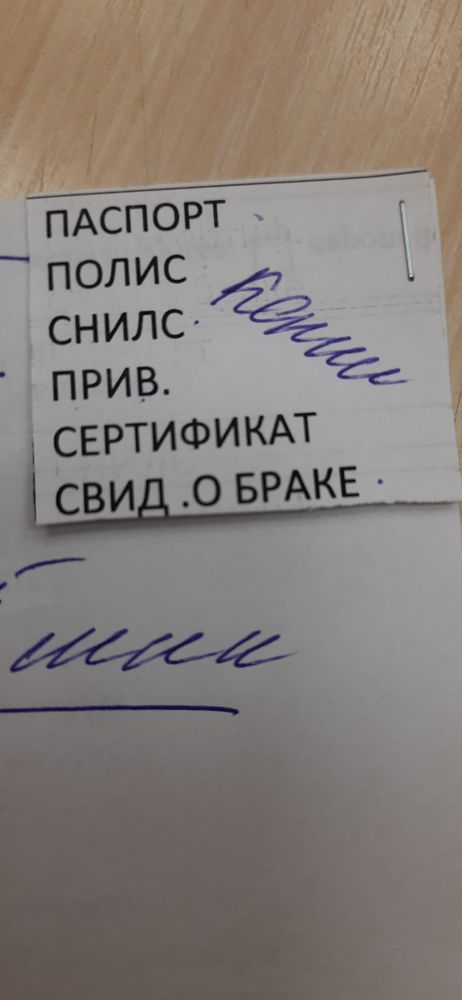 ПАСПОРТ
ПОЛИС
копии
СНИЛС
ПРИВ.
СЕРТИФИКАТ
СВИД .О БРАКЕ